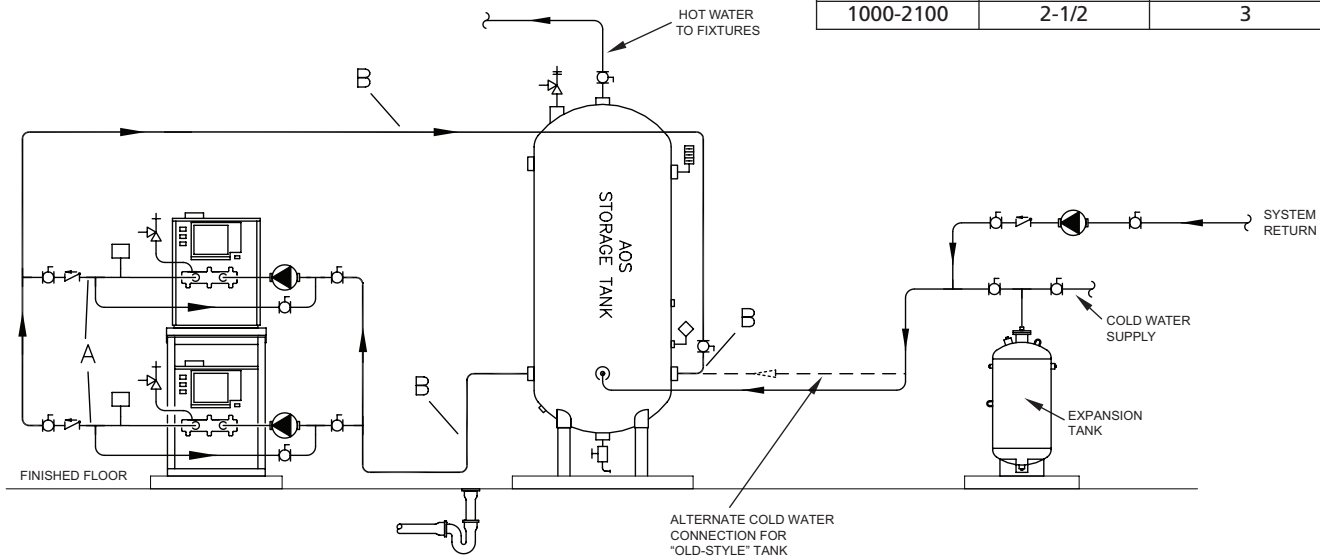 1000-2100 2-1/2 3
HOT WATER
TO FIXTURES
B
AOS
STORAGE TANK
SYSTEM
RETURN
COLD WATER
SUPPLY
A
B
B
EXPANSION
TANK
FINISHED FLOOR
ALTERNATE COLD WATER
CONNECTION FOR
"OLD-STYLE" TANK